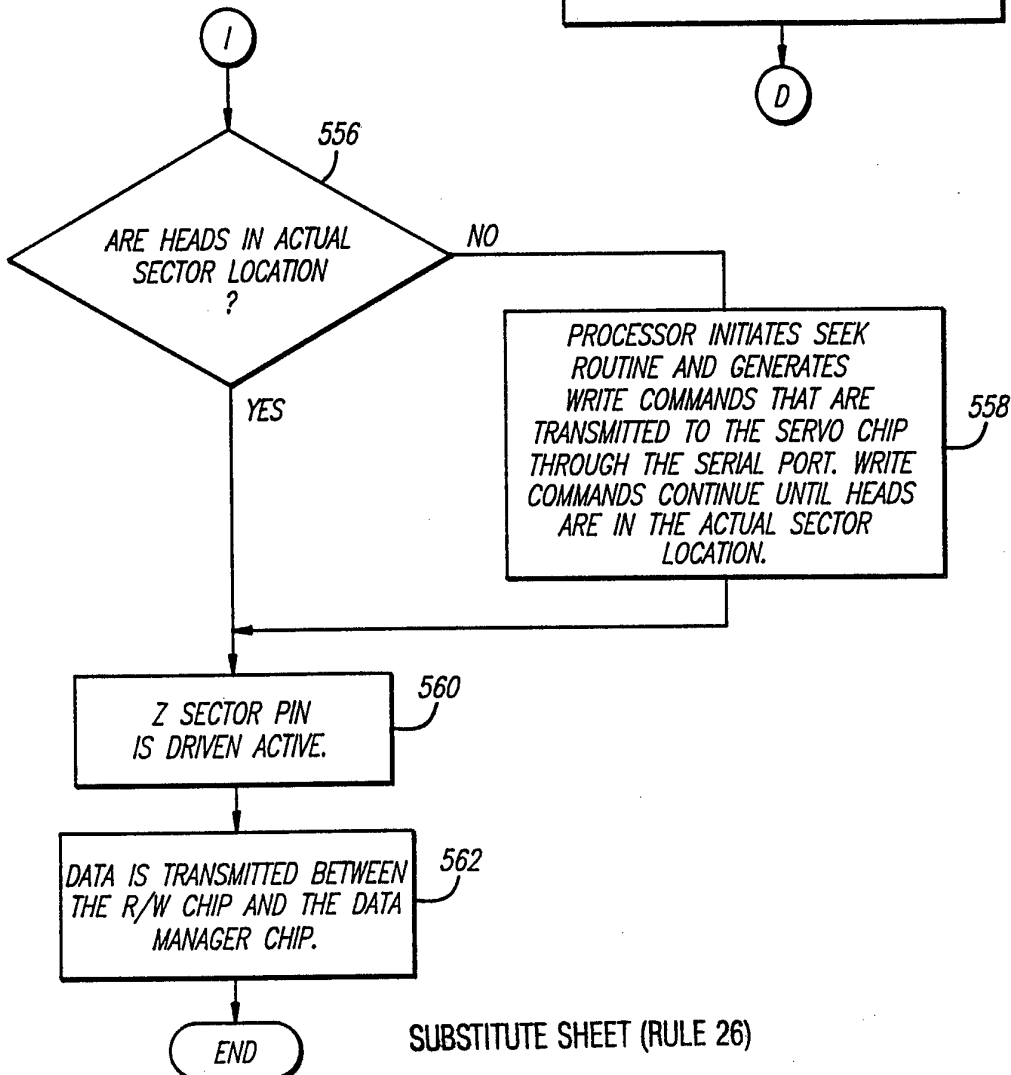 I
D
556
ARE HEADS IN ACTUAL
SECTOR LOCATION
?
NO
YES
PROCESSOR INITIATES SEEK
ROUTINE AND GENERATES
WRITE COMMANDS THAT ARE
TRANSMITTED TO THE SERVO CHIP
THROUGH THE SERIAL PORT. WRITE
COMMANDS CONTINUE UNTIL HEADS
ARE IN THE ACTUAL SECTOR
LOCATION.
558
Z SECTOR PIN
IS DRIVEN ACTIVE.
560
DATA IS TRANSMITTED BETWEEN
THE R/W CHIP AND THE DATA
MANAGER CHIP.
562
END
SUBSTITUTE SHEET (RULE 26)